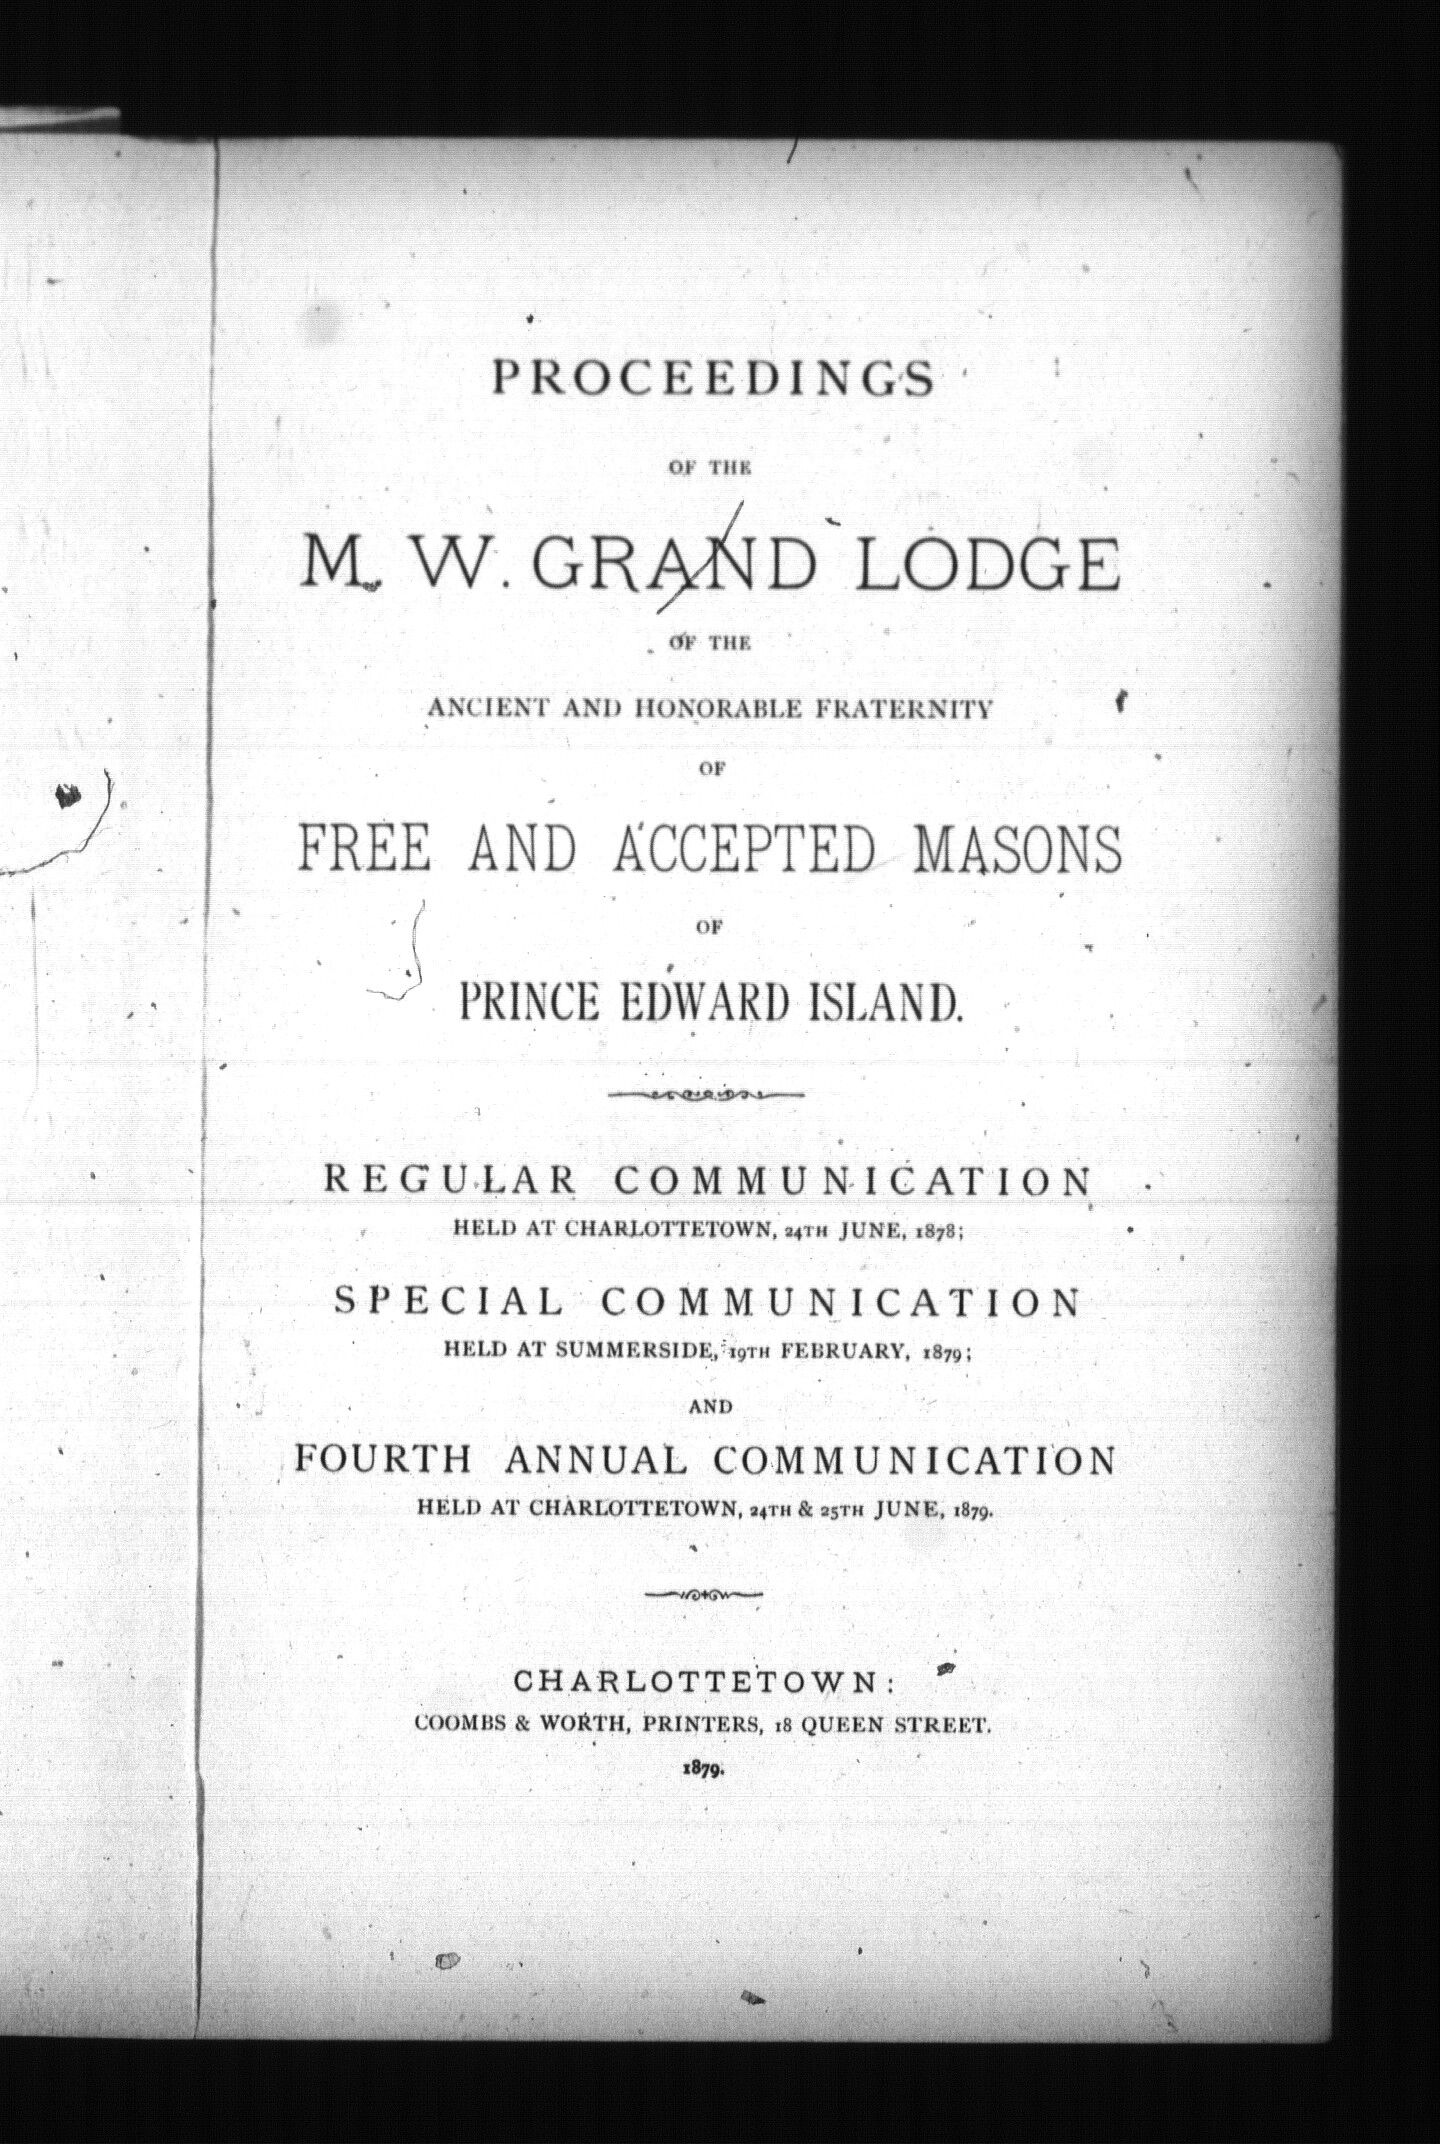 PROCEEDINGS
OF THE
M. W. GRAND LODGE
OF THE
ANCIENT AND HONORABLE FRATERNITY
OF
FREE AND ACCEPTED MASONS
OF
PRINCE EDWARD ISLAND.
REGULAR COMMUNICATION
HELD AT CHARLOTTETOWN, 24TH JUNE, 1878;
SPECIAL COMMUNICATION
HELD AT SUMMERSIDE, 19TH FEBRUARY, 1879;
AND
FOURTH ANNUAL COMMUNICATION
HELD AT CHARLOTTETOWN, 24TH & 25TH JUNE, 1879.
CHARLOTTETOWN:
COOMBS & WORTH, PRINTERS, 18 QUEEN STREET.
1879.